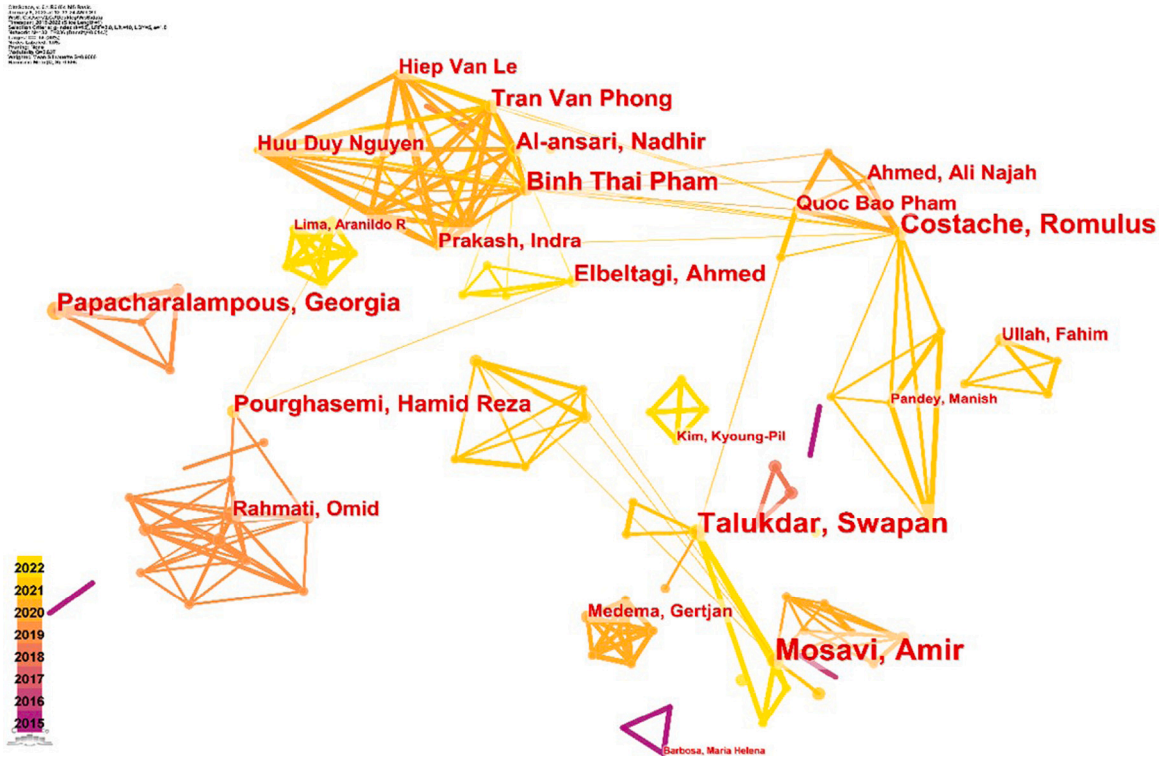 Hiep Van Le
Tran Van Phong
Huu Duy Nguyen
Al-ansari, Nadhir
Binh Thai Pham
Ahmed, Ali Najah
Quoc Bao Pham
Costache, Romulus
Lima, Aranildo R
Prakash, Indra
Elbeltagi, Ahmed
Papacharalampous, Georgia
Ullah, Fahim
Pourghasemi, Hamid Reza
Pandey, Manish
Kim, Kyoung-Pil
Rahmati, Omid
Talukdar, Swapan
Medema, Gertjan
Mosavi, Amir
Barbosa, Maria Helena
2022
2021
2020
2019
2018
2017
2016
2015